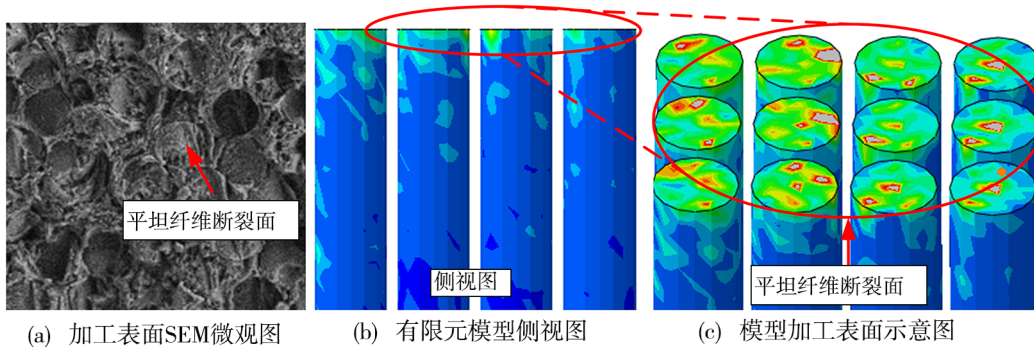 平坦纤维断裂面
侧视图
平坦纤维断裂面
(a) 加工表面SEM微观图
(b) 有限元模型侧视图
(c) 模型加工表面示意图